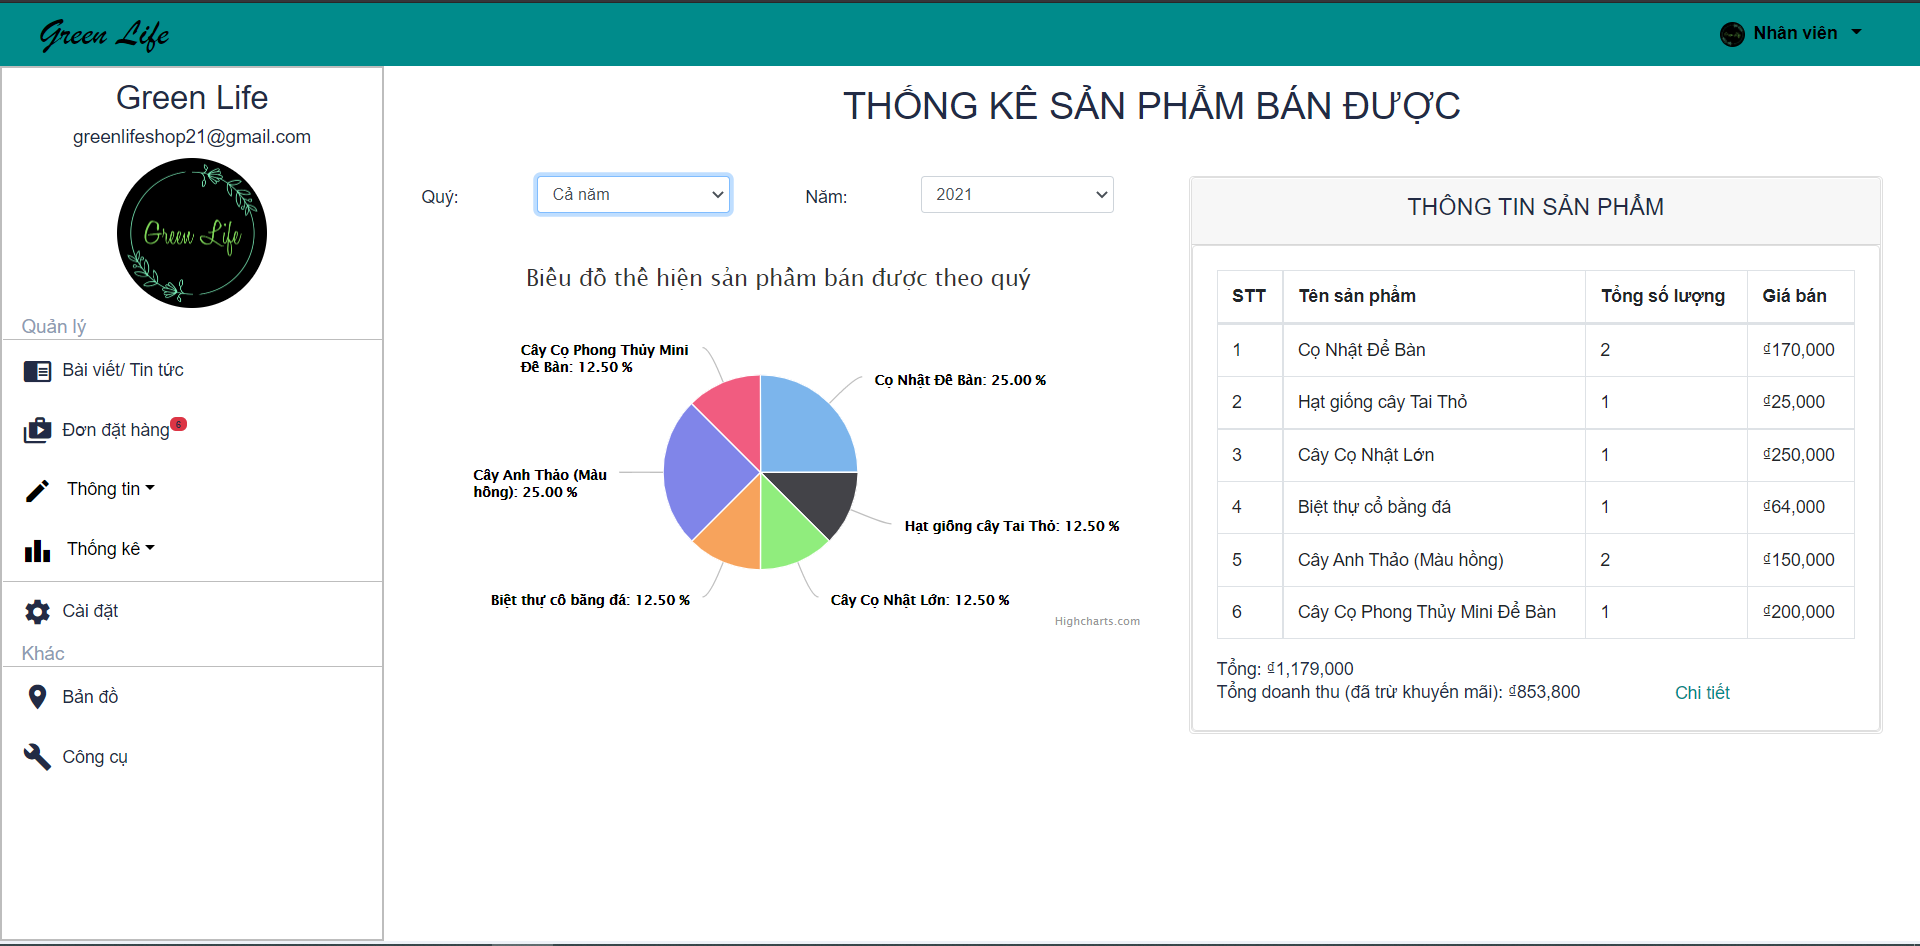 Green Life
Nhân viên
Green Life
greenlifeshop21@gmail.com
Green Life
Quản lý
Bài viết/ Tin tức
Đơn đặt hàng 6
Thông tin
Thống kê
Cài đặt
Khác
Bản đồ
Công cụ
THỐNG KÊ SẢN PHẨM BÁN ĐƯỢC
Quý: Cả năm Năm: 2021
Biểu đồ thể hiện sản phẩm bán được theo quý
Cây Cọ Phong Thủy Mini
Để Bàn: 12.50 %
Cọ Nhật Để Bàn: 25.00 %
Cây Anh Thảo (Màu
hồng): 25.00 %
Hạt giống cây Tai Thỏ: 12.50 %
Biệt thự cổ bằng đá: 12.50 %
Cây Cọ Nhật Lớn: 12.50 %
Highcharts.com
THÔNG TIN SẢN PHẨM
STT Tên sản phẩm Tổng số lượng Giá bán
1 Cọ Nhật Để Bàn 2 ₫170,000
2 Hạt giống cây Tai Thỏ 1 ₫25,000
3 Cây Cọ Nhật Lớn 1 ₫250,000
4 Biệt thự cổ bằng đá 1 ₫64,000
5 Cây Anh Thảo (Màu hồng) 2 ₫150,000
6 Cây Cọ Phong Thủy Mini Để Bàn 1 ₫200,000
Tổng: ₫1,179,000
Tổng doanh thu (đã trừ khuyến mãi): ₫853,800 Chi tiết